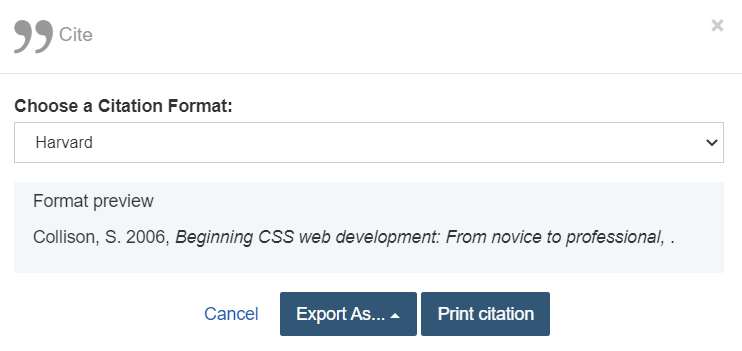 Cite
×
Choose a Citation Format:
Harvard
Format preview
Collison, S. 2006, Beginning CSS web development: From novice to professional, .
Cancel
Export As...
Print citation